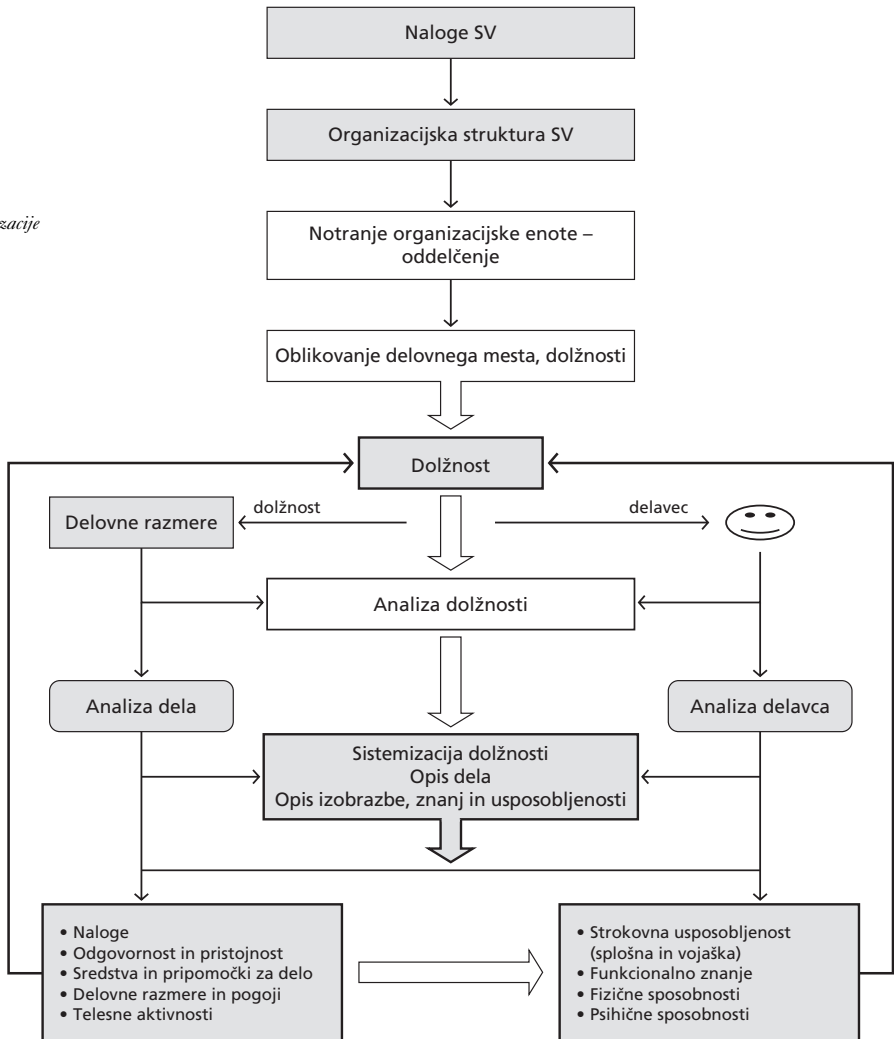 Naloge SV
Organizacijska struktura SV
Notranje organizacijske enote –
oddelčenje
Oblikovanje delovnega mesta, dolžnosti
Dolžnost
Delovne razmere
dolžnost
delavec
Analiza dolžnosti
Analiza dela
Analiza delavca
Sistemizacija dolžnosti
Opis dela
Opis izobrazbe, znanj in usposobljenosti
• Naloge
• Odgovornost in pristojnost
• Sredstva in pripomočki za delo
• Delovne razmere in pogoji
• Telesne aktivnosti
• Strokovna usposobljenost
(splošna in vojaška)
• Funkcionalno znanje
• Fizične sposobnosti
• Psihične sposobnosti